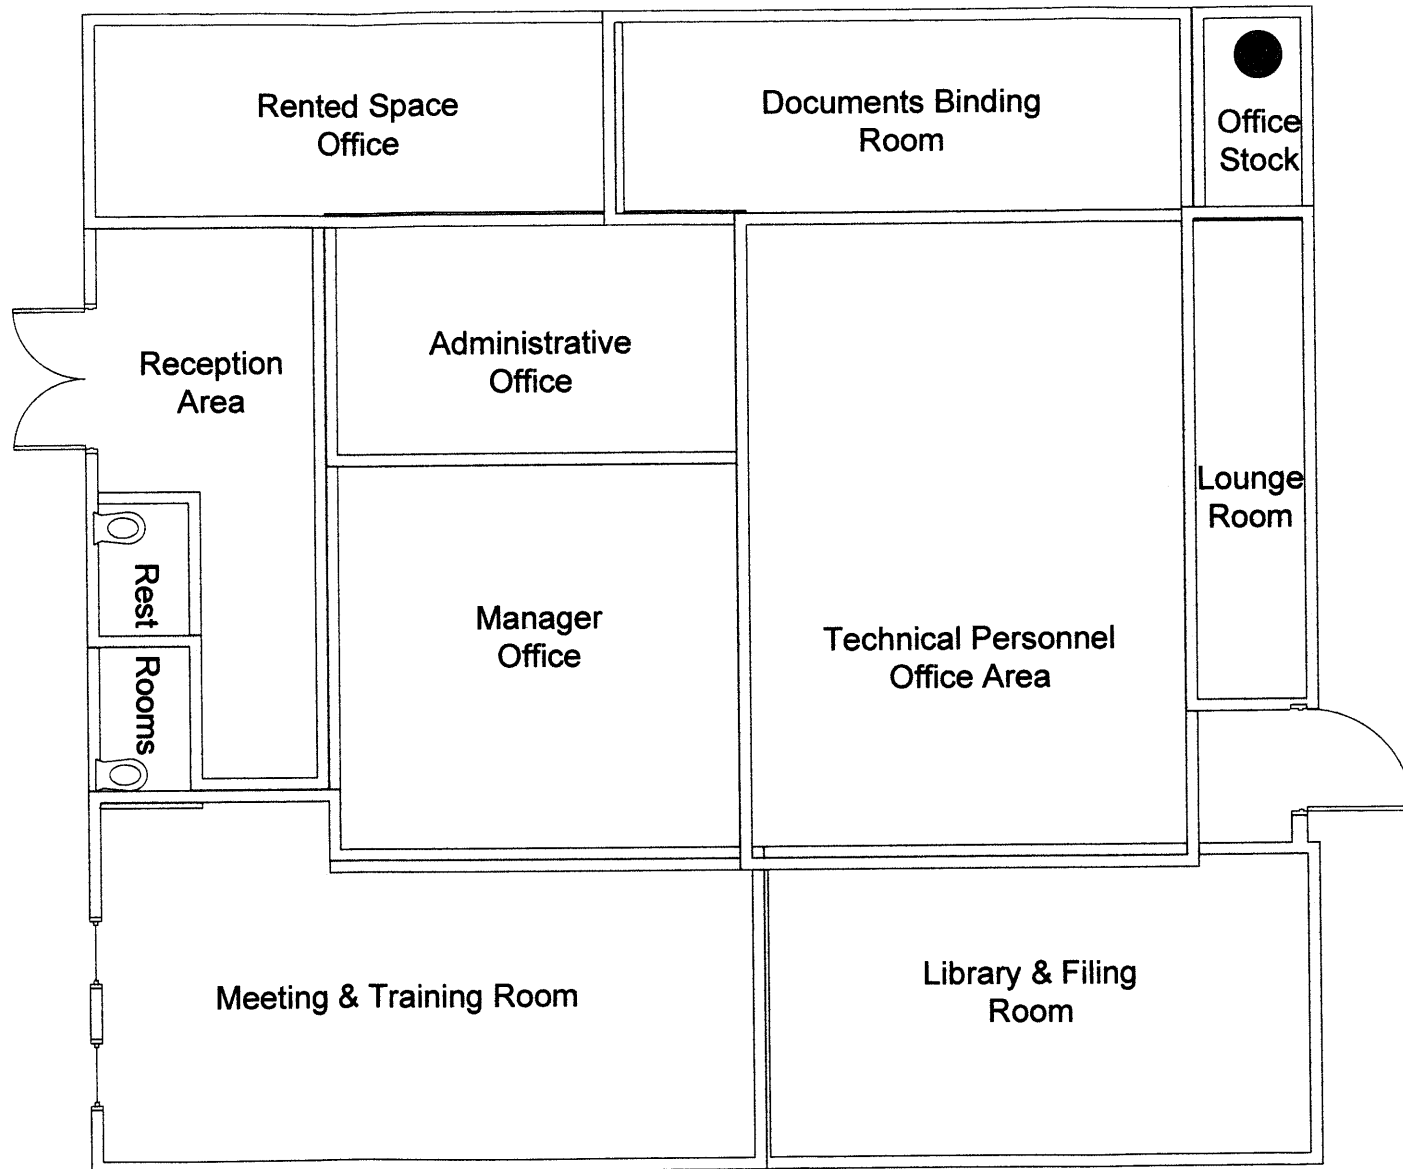 Rented Space
Office
Documents Binding
Room
Office
Stock
Reception
Area
Administrative
Office
Lounge
Room
Rest
Rooms
Manager
Office
Technical Personnel
Office Area
Meeting & Training Room
Library & Filing
Room